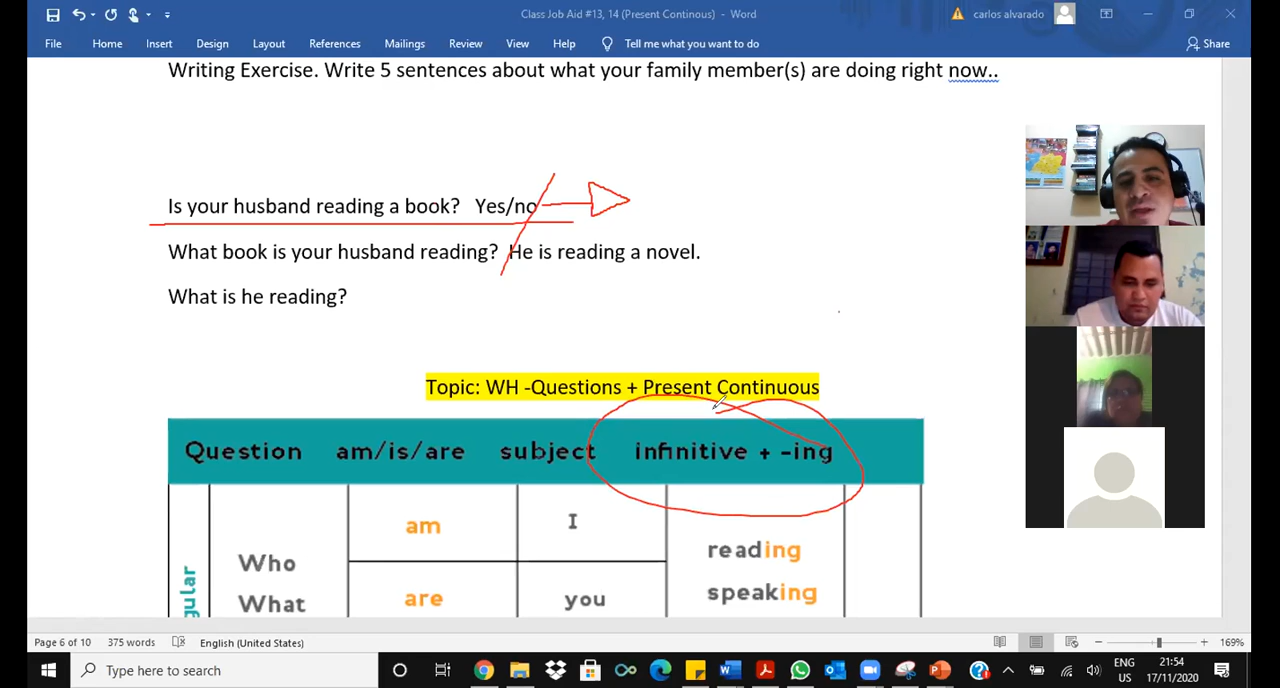 Class Job Aid #13, 14 (Present Continous) - Word
carlos alvarado
File Home Insert Design Layout References Mailings Review View Help Tell me what you want to do Share
Writing Exercise. Write 5 sentences about what your family member(s) are doing right now..
Is your husband reading a book? Yes/no
What book is your husband reading? He is reading a novel.
What is he reading?
Topic: WH -Questions + Present Continuous
Question am/is/are subject infinitive + -ing
am I
Who reading
What are you speaking
gular
Page 6 of 10 375 words English (United States) 169%
Type here to search
ENG 21:54
US 17/11/2020